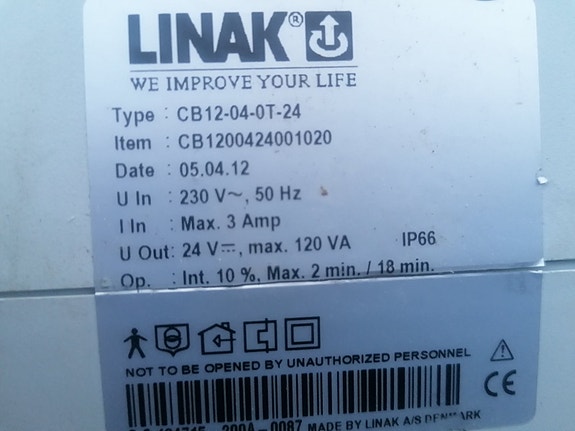 LINAK®
WE IMPROVE YOUR LIFE
Type : CB12-04-0T-24
Item : CB1200424001020
Date : 05.04.12
U In : 230 V~, 50 Hz
I In : Max. 3 Amp
U Out: 24 V⎓, max. 120 VA IP66
Op. : Int. 10 %, Max. 2 min. / 18 min.
NOT TO BE OPENED BY UNAUTHORIZED PERSONNEL
CE
0087 MADE BY LINAK A/S DENMARK